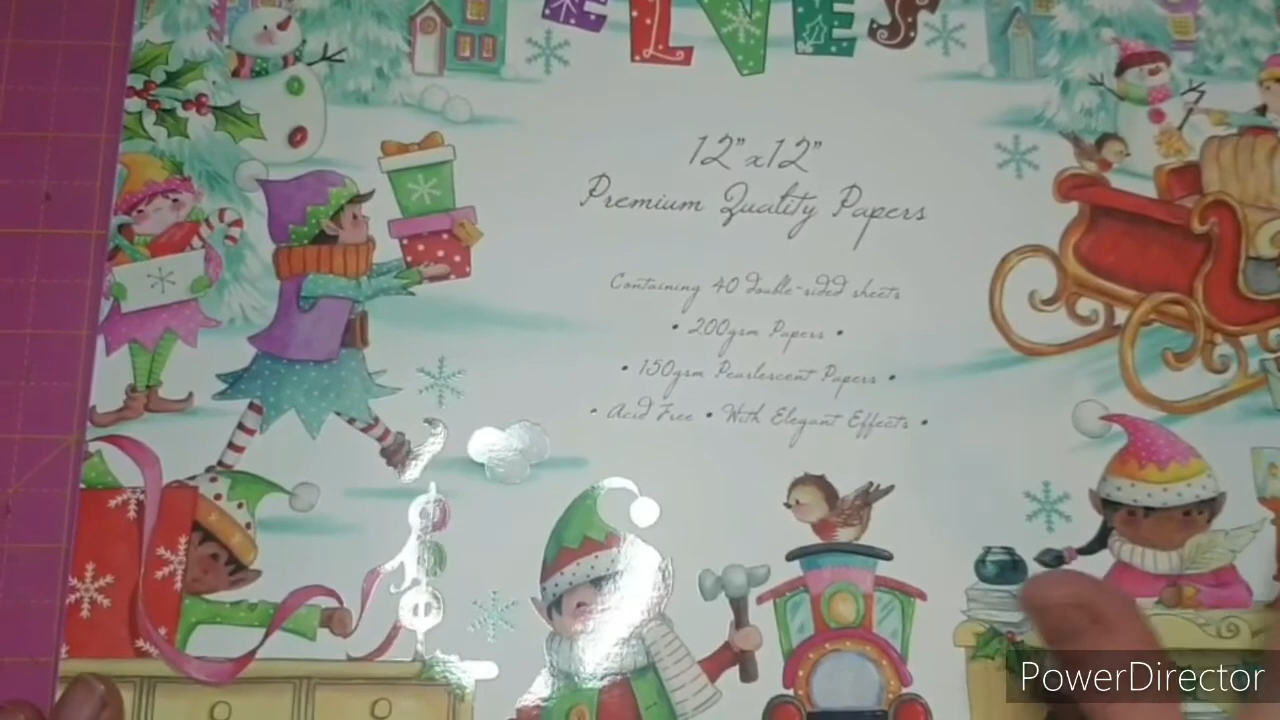 ELVES
12"x12"
Premium Quality Papers
Containing 40 double-sided sheets
• 200gsm Papers •
• 150gsm Pearlescent Papers •
• Acid Free • With Elegant Effects •
PowerDirector